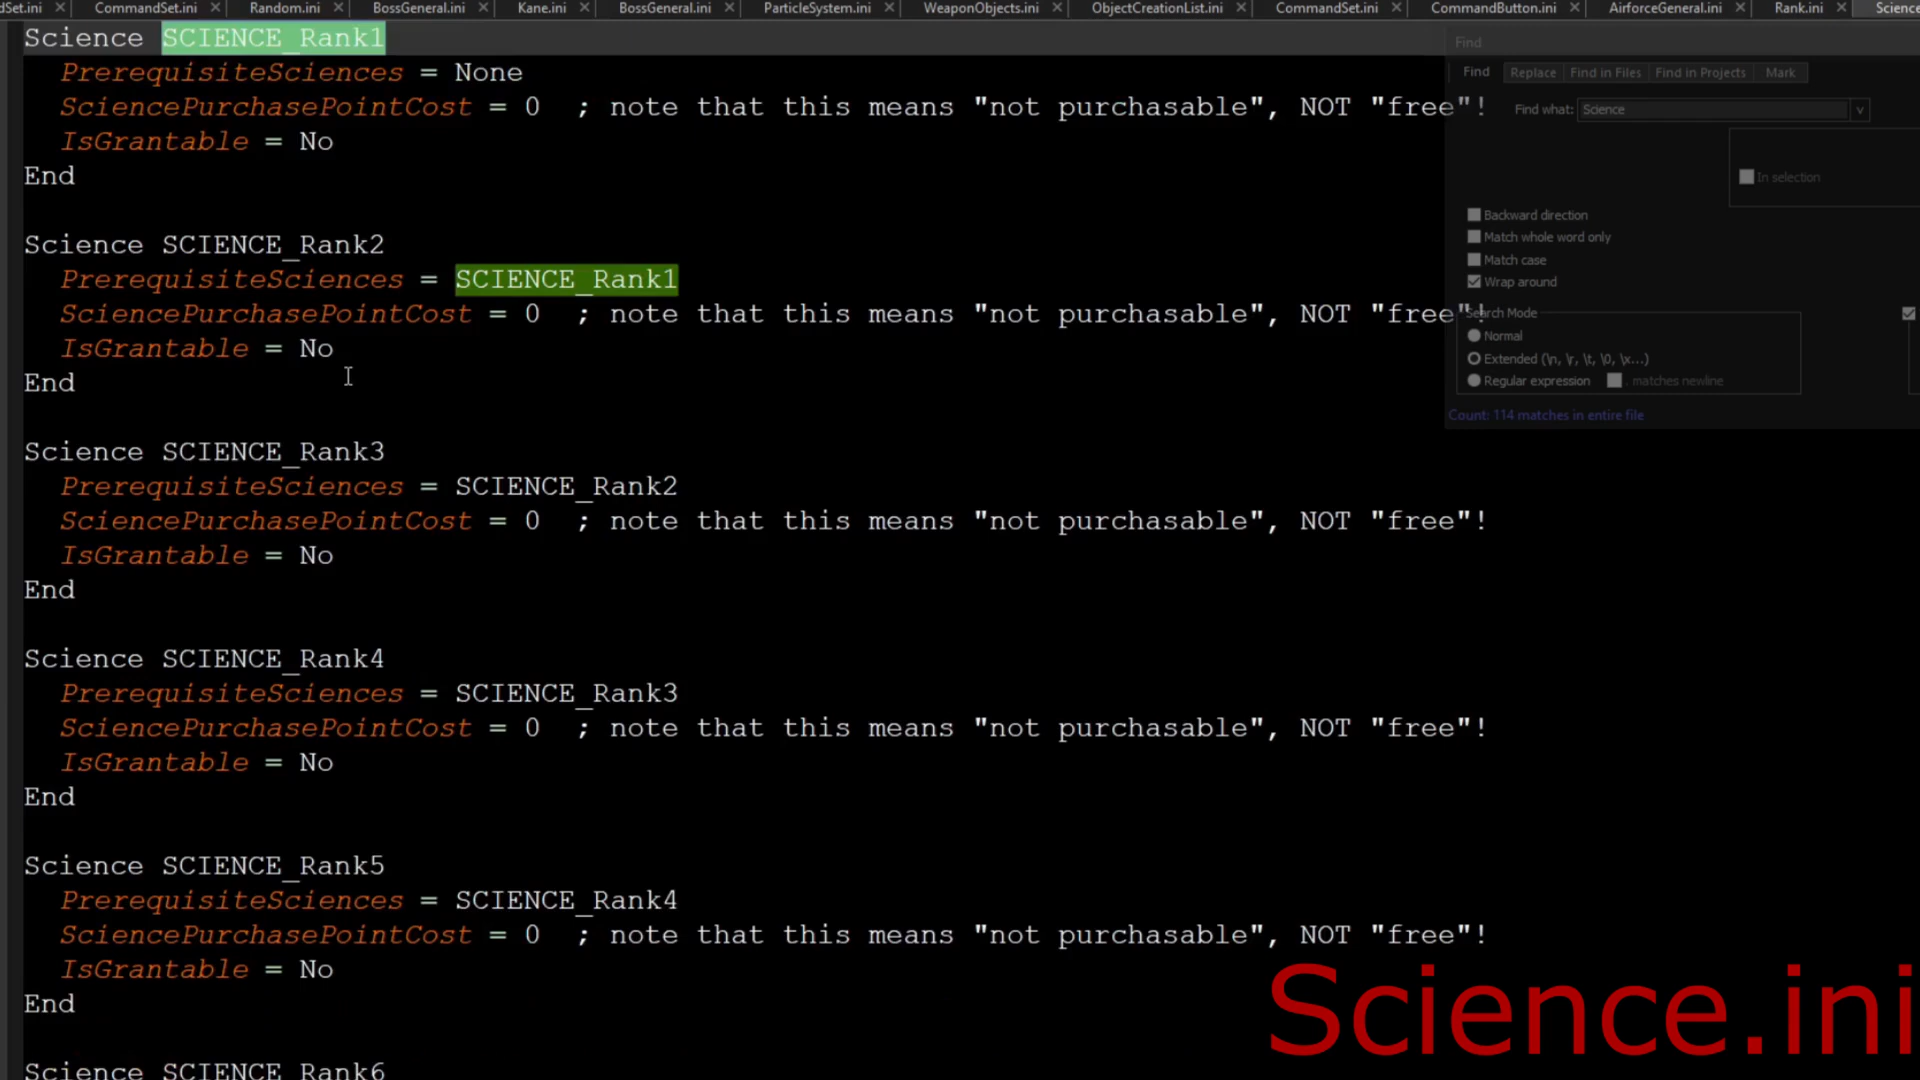 dSet.ini CommandSet.ini Random.ini BossGeneral.ini Kane.ini BossGeneral.ini ParticleSystem.ini WeaponObjects.ini ObjectCreationList.ini CommandSet.ini CommandButton.ini AirforceGeneral.ini Rank.ini Science
Science SCIENCE_Rank1
PrerequisiteSciences = None
SciencePurchasePointCost = 0 ; note that this means "not purchasable", NOT "free"!
IsGrantable = No
End
Science SCIENCE_Rank2
PrerequisiteSciences = SCIENCE_Rank1
SciencePurchasePointCost = 0 ; note that this means "not purchasable", NOT "free"!
IsGrantable = No
End
Science SCIENCE_Rank3
PrerequisiteSciences = SCIENCE_Rank2
SciencePurchasePointCost = 0 ; note that this means "not purchasable", NOT "free"!
IsGrantable = No
End
Science SCIENCE_Rank4
PrerequisiteSciences = SCIENCE_Rank3
SciencePurchasePointCost = 0 ; note that this means "not purchasable", NOT "free"!
IsGrantable = No
End
Science SCIENCE_Rank5
PrerequisiteSciences = SCIENCE_Rank4
SciencePurchasePointCost = 0 ; note that this means "not purchasable", NOT "free"!
IsGrantable = No
End
Science SCIENCE_Rank6
Find
Find Replace Find in Files Find in Projects Mark
Find what: Science
In selection
Backward direction
Match whole word only
Match case
Wrap around
Search Mode
Normal
Extended (\n, \r, \t, \0, \x...)
Regular expression . matches newline
Count: 114 matches in entire file
Science.ini